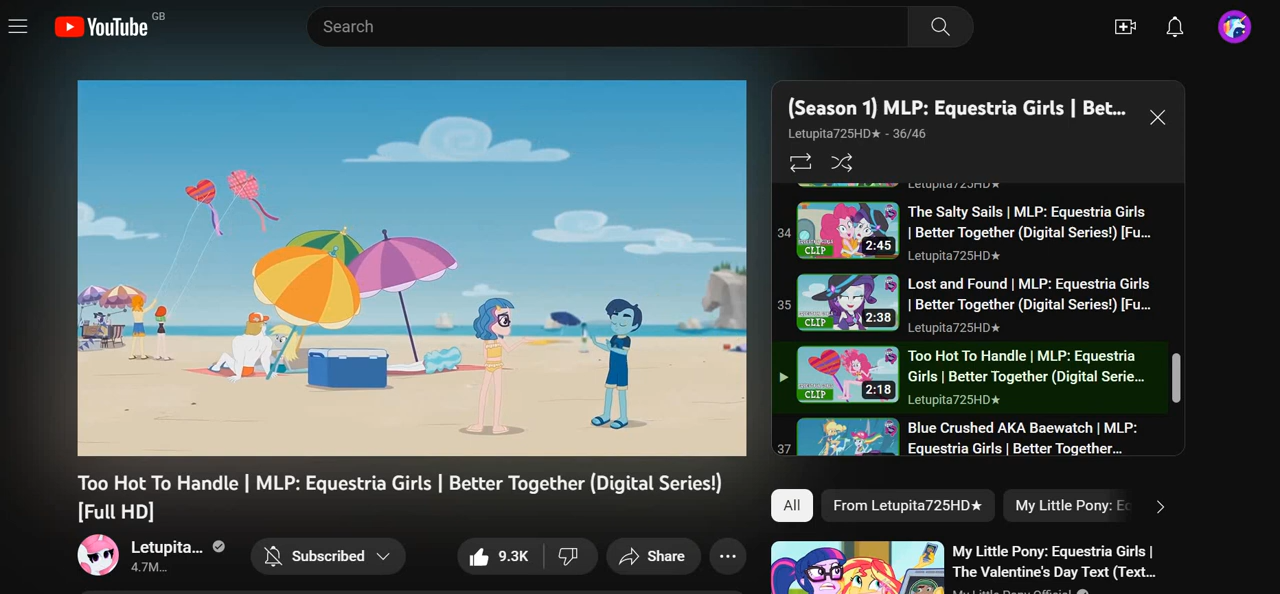 YouTube GB
Search
(Season 1) MLP: Equestria Girls | Bet...
Letupita725HD★ - 36/46
Letupita725HD★
34
CLIP
2:45
The Salty Sails | MLP: Equestria Girls
| Better Together (Digital Series!) [Fu...
Letupita725HD★
35
CLIP
2:38
Lost and Found | MLP: Equestria Girls
| Better Together (Digital Series!) [Fu...
Letupita725HD★
CLIP
2:18
Too Hot To Handle | MLP: Equestria
Girls | Better Together (Digital Serie...
Letupita725HD★
37
Blue Crushed AKA Baewatch | MLP:
Equestria Girls | Better Together...
Too Hot To Handle | MLP: Equestria Girls | Better Together (Digital Series!)
[Full HD]
Letupita...
4.7M...
Subscribed
9.3K
Share
All
From Letupita725HD★
My Little Pony: Eq
My Little Pony: Equestria Girls |
The Valentine's Day Text (Text...
My Little Pony Official